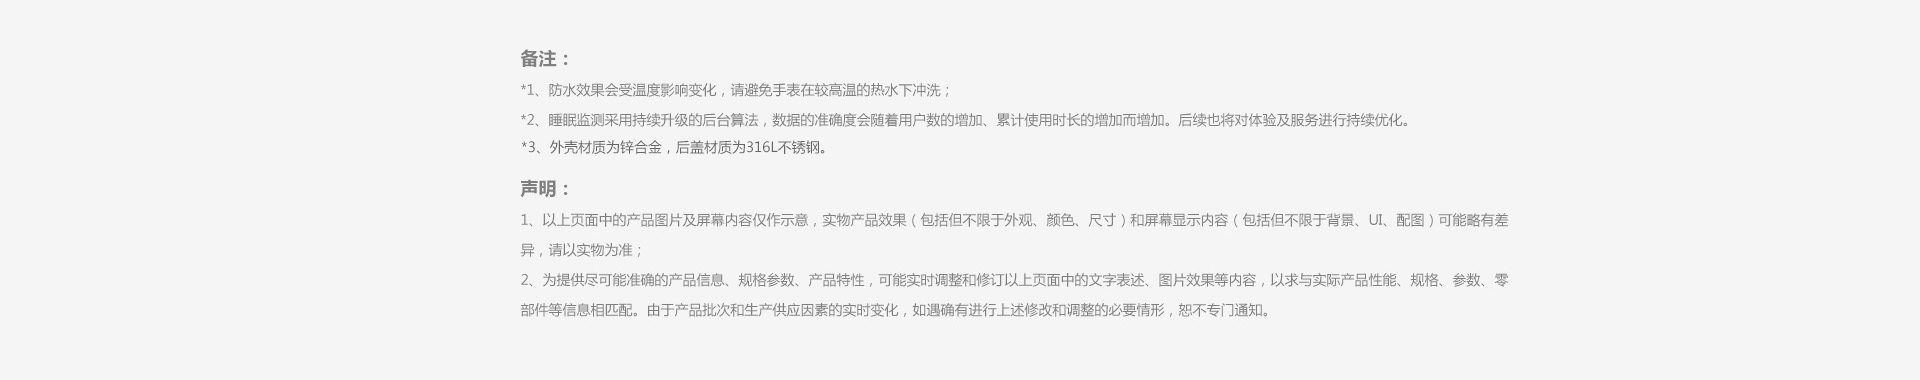 备注：
*1、防水效果会受温度影响变化，请避免手表在较高温的热水下冲洗；
*2、睡眠监测采用持续升级的后台算法，数据的准确度会随着用户数的增加、累计使用时长的增加而增加。后续也将对体验及服务进行持续优化。
*3、外壳材质为锌合金，后盖材质为316L不锈钢。
声明：
1、以上页面中的产品图片及屏幕内容仅作示意，实物产品效果（包括但不限于外观、颜色、尺寸）和屏幕显示内容（包括但不限于背景、UI、配图）可能略有差
异，请以实物为准；
2、为提供尽可能准确的产品信息、规格参数、产品特性，可能实时调整和修订以上页面中的文字表述、图片效果等内容，以求与实际产品性能、规格、参数、零
部件等信息相匹配。由于产品批次和生产供应因素的实时变化，如遇确有进行上述修改和调整的必要情形，恕不专门通知。